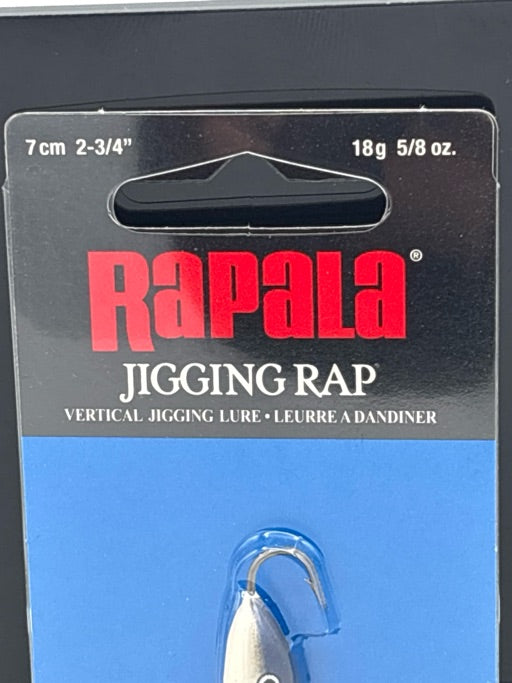 7cm 2-3/4" 18g 5/8 oz.
Rapala®
JIGGING RAP
VERTICAL JIGGING LURE • LEURRE A DANDINER